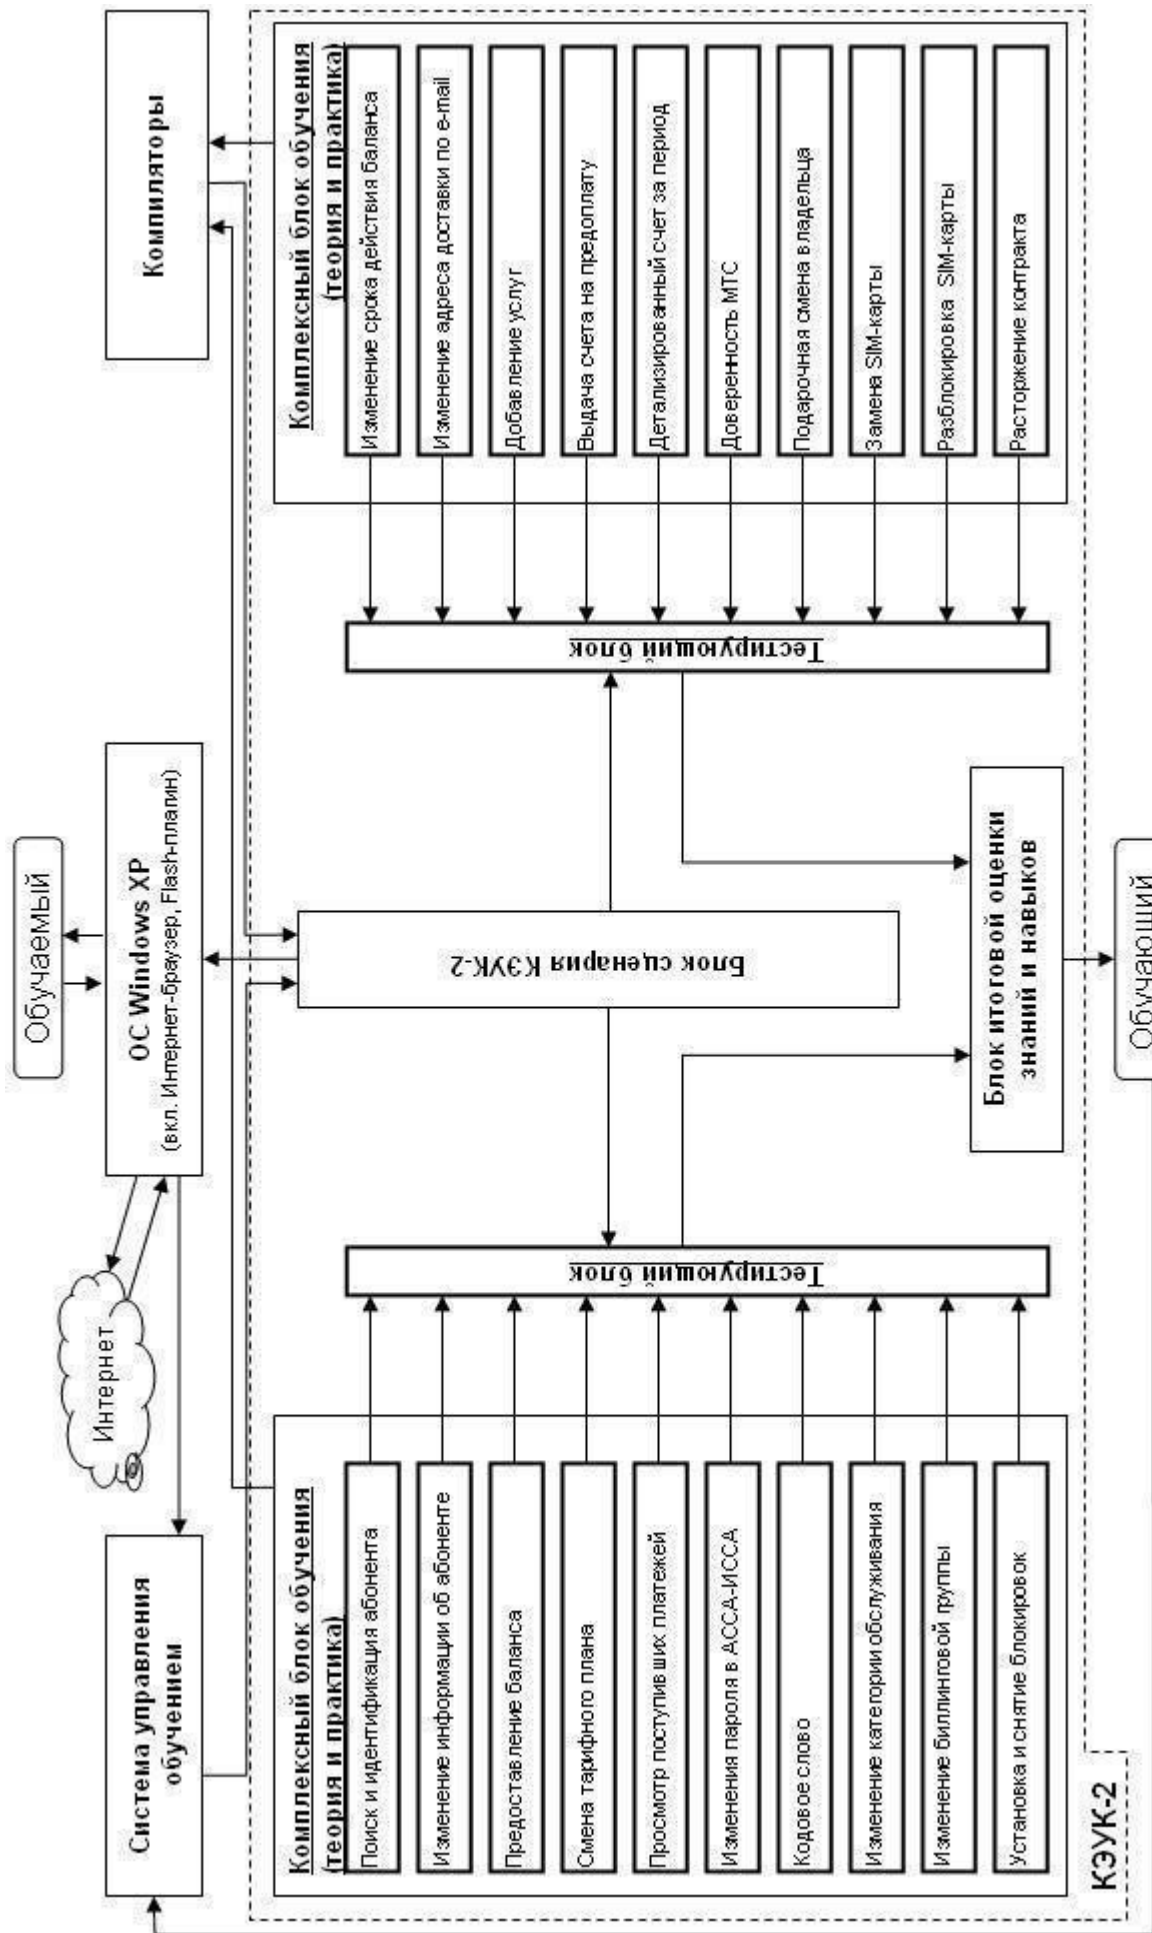 Обучаемый
Интернет
ОС Windows XP
(вкл. Интернет-браузер, Flash-плагин)
Система управления
обучением
Компиляторы
Комплексный блок обучения
(теория и практика)
Поиск и идентификация абонента
Изменение информации об абоненте
Предоставление баланса
Смена тарифного плана
Просмотр поступивших платежей
Изменения пароля в АССА-ИССА
Кодовое слово
Изменение категории обслуживания
Изменение биллинговой группы
Установка и снятие блокировок
Тестирующий блок
Блок сценария КЭУК-2
Тестирующий блок
Комплексный блок обучения
(теория и практика)
Изменение срока действия баланса
Изменение адреса доставки по e-mail
Добавление услуг
Выдача счета на предоплату
Детализированный счет за период
Доверенность МТС
Подарочная смена владельца
Замена SIM-карты
Разблокировка SIM-карты
Расторжение контракта
Блок итоговой оценки
знаний и навыков
КЭУК-2
Обучающий